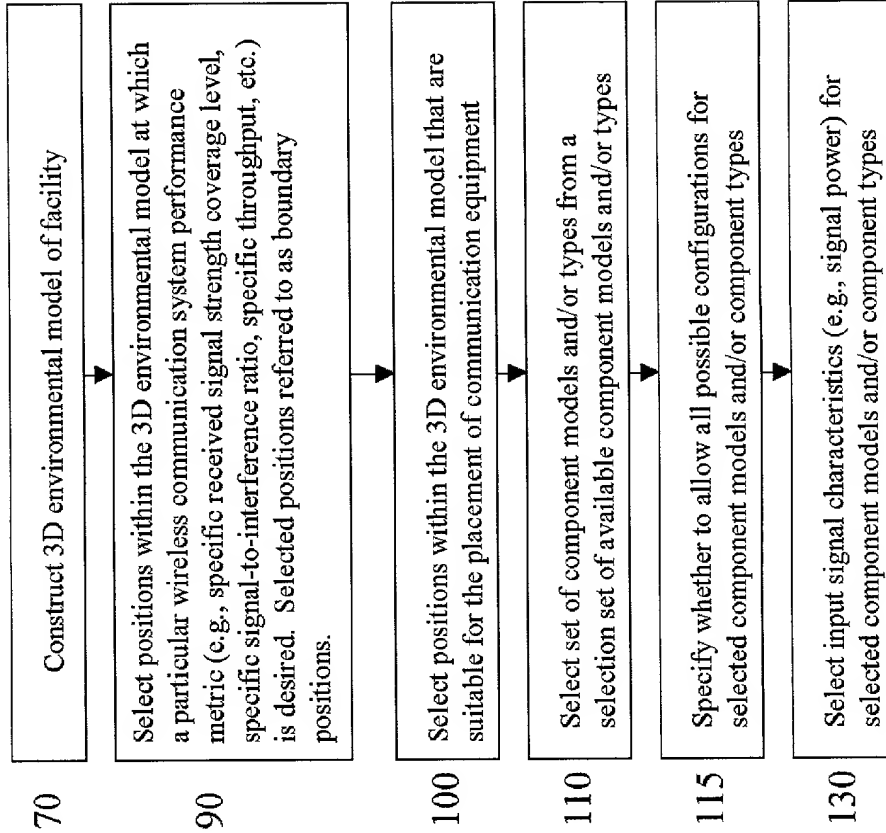 70
Construct 3D environmental model of facility
90
Select positions within the 3D environmental model at which
a particular wireless communication system performance
metric (e.g., specific received signal strength coverage level,
specific signal-to-interference ratio, specific throughput, etc.)
is desired. Selected positions referred to as boundary
positions.
100
Select positions within the 3D environmental model that are
suitable for the placement of communication equipment
110
Select set of component models and/or types from a
selection set of available component models and/or types
115
Specify whether to allow all possible configurations for
selected component models and/or component types
130
Select input signal characteristics (e.g., signal power) for
selected component models and/or component types